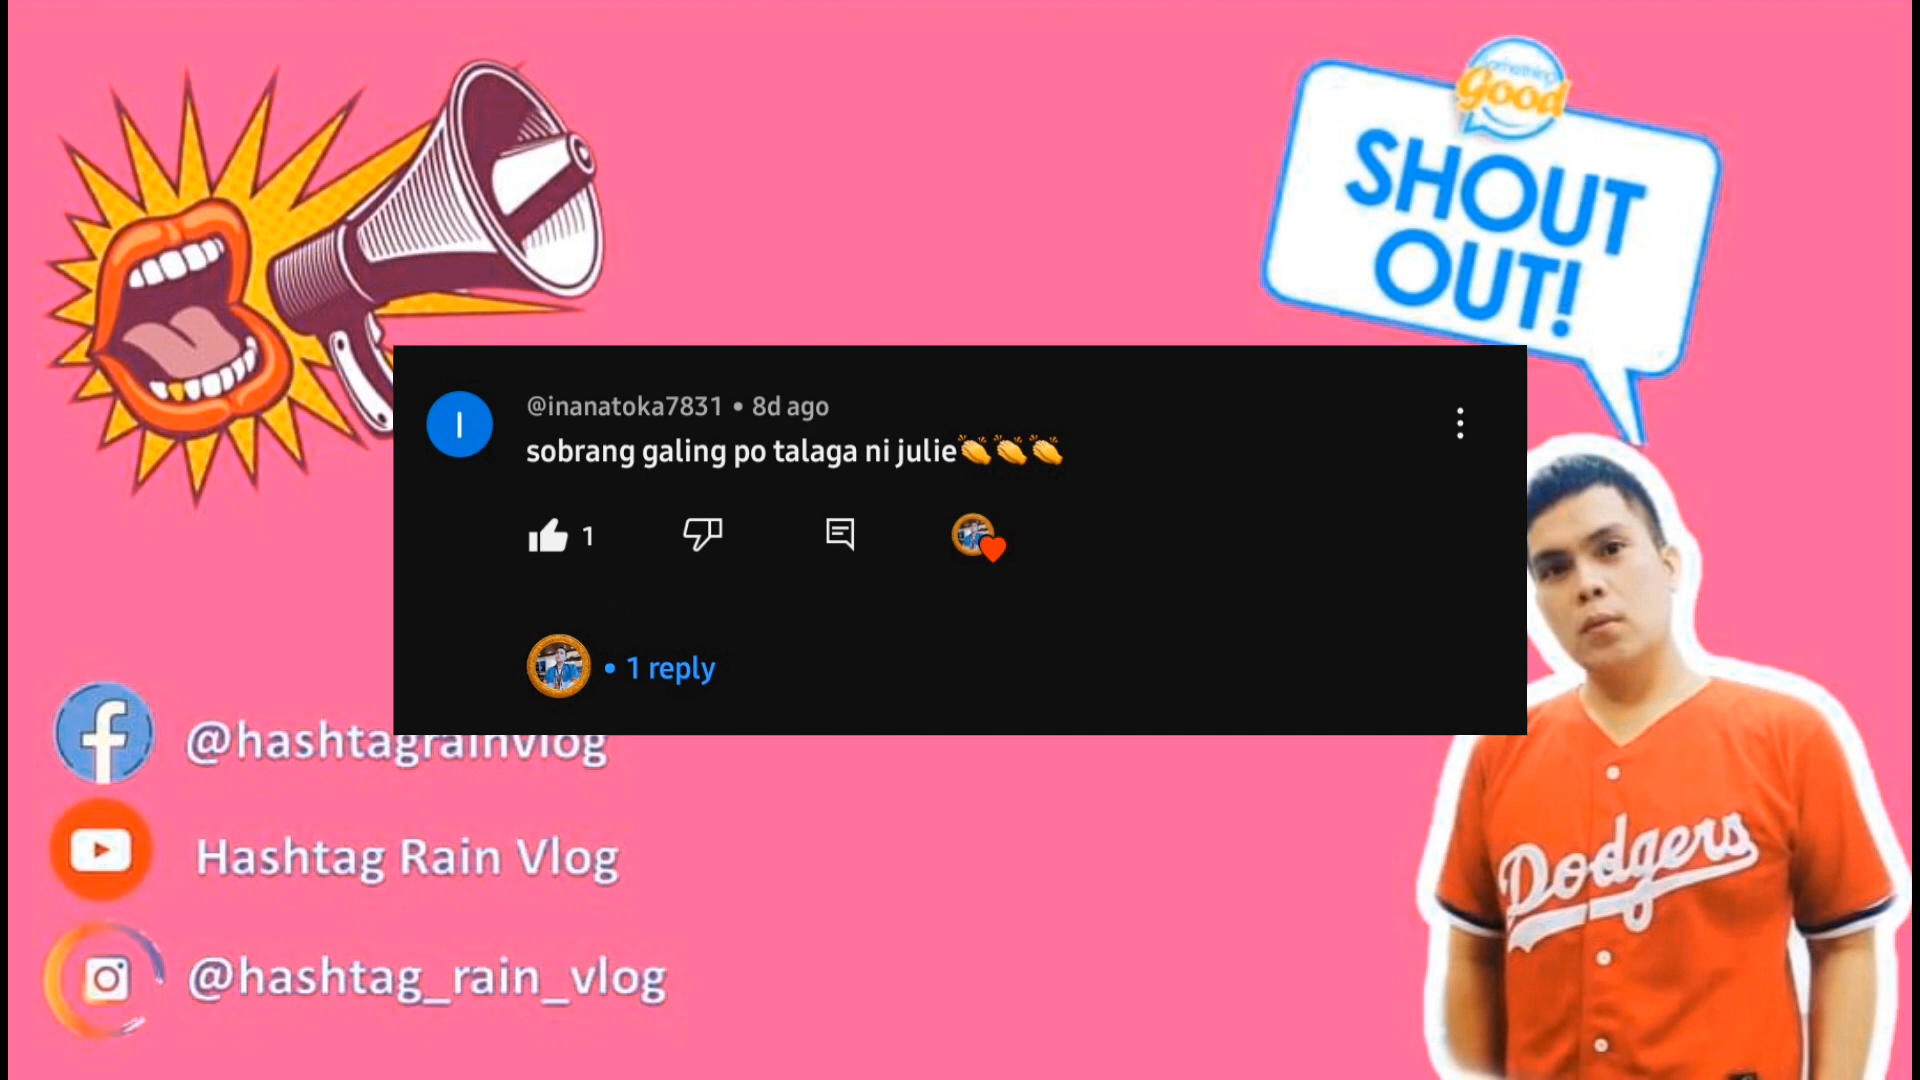 Something
Good
SHOUT
OUT!
I
@inanatoka7831 • 8d ago
sobrang galing po talaga ni julie👏👏👏
1
• 1 reply
@hashtagrainvlog
Hashtag Rain Vlog
@hashtag_rain_vlog
Dodgers